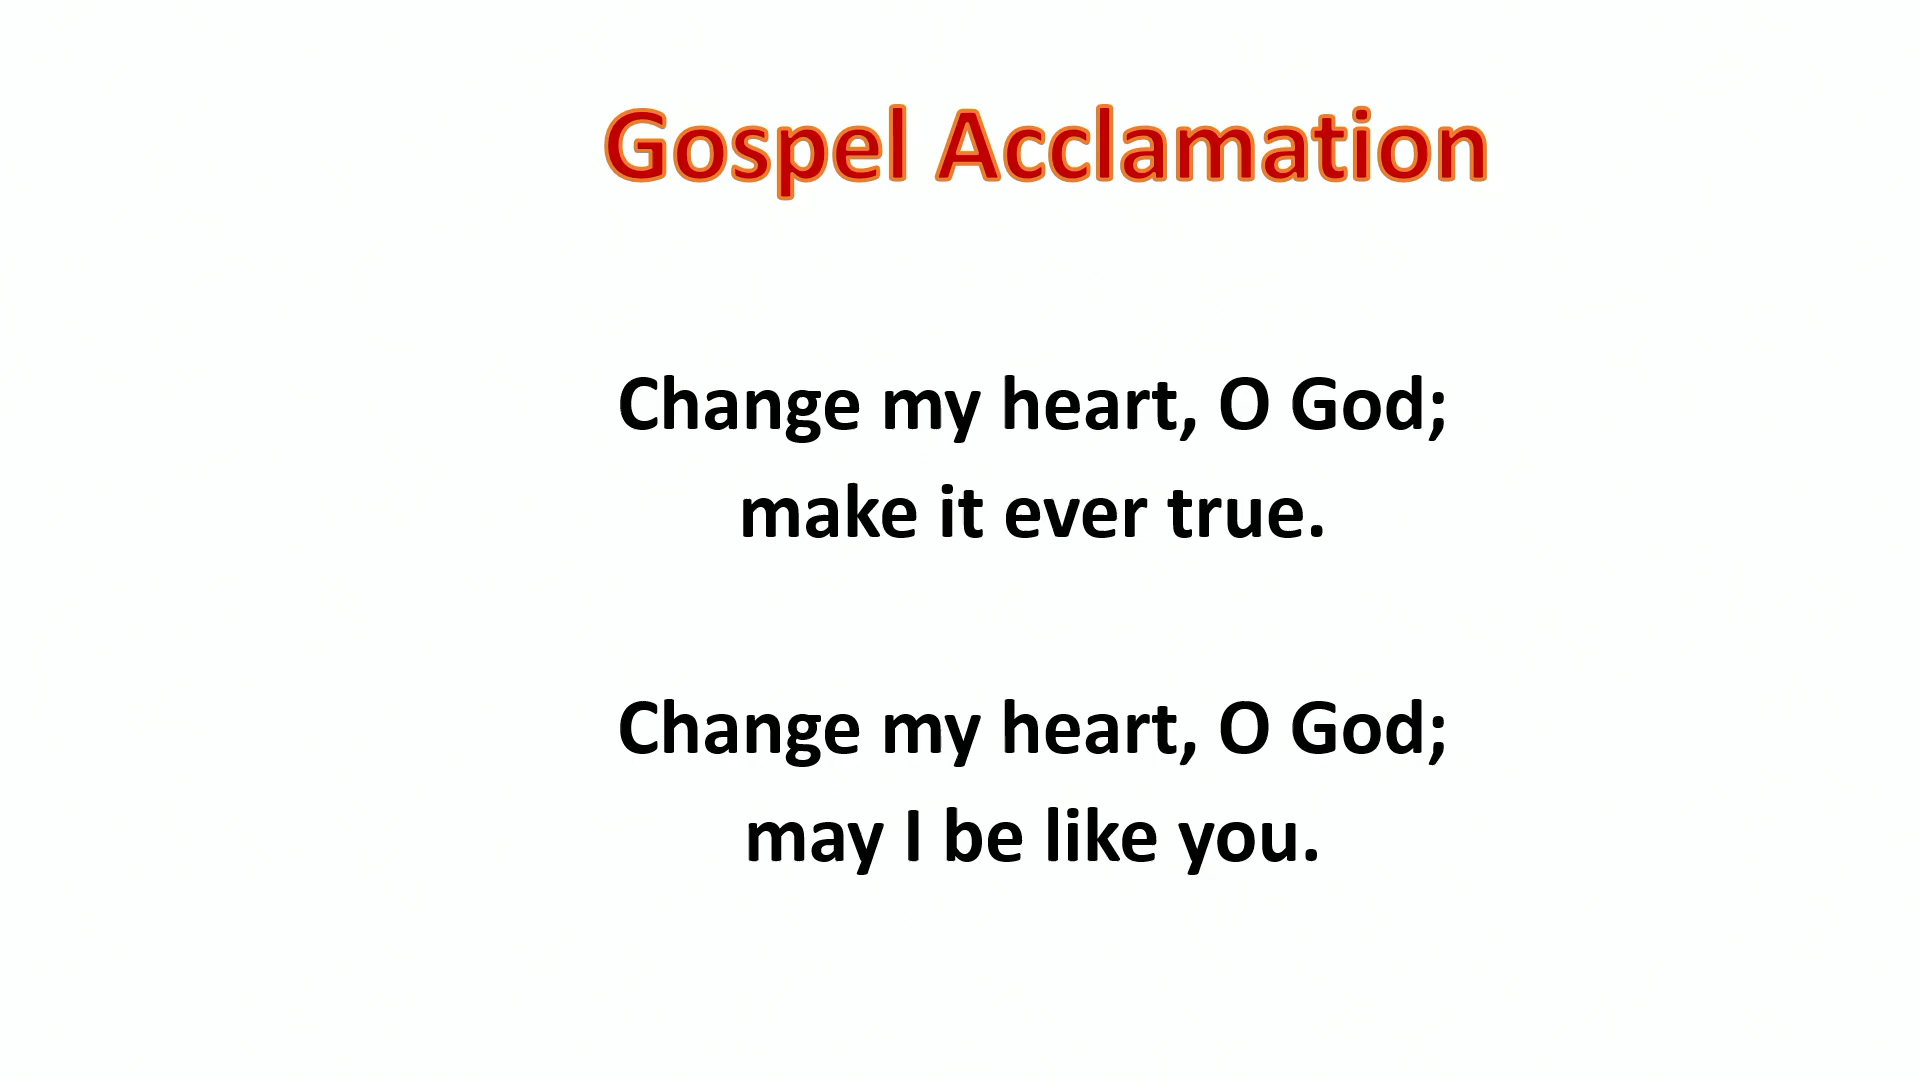 Gospel Acclamation
Change my heart, O God;
make it ever true.
Change my heart, O God;
may I be like you.